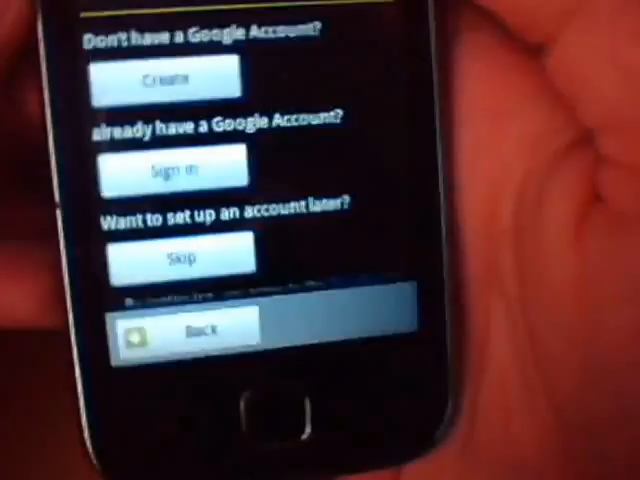 Don't have a Google Account?
Create
already have a Google Account?
Sign in
Want to set up an account later?
Skip
Back